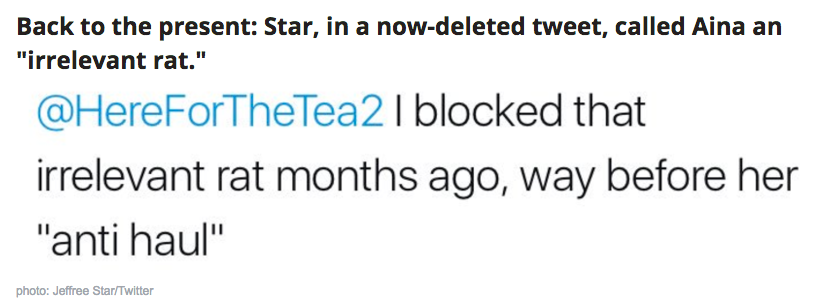 Back to the present: Star, in a now-deleted tweet, called Aina an
"irrelevant rat."
@HereForTheTea2 I blocked that
irrelevant rat months ago, way before her
"anti haul"
photo: Jeffree Star/Twitter